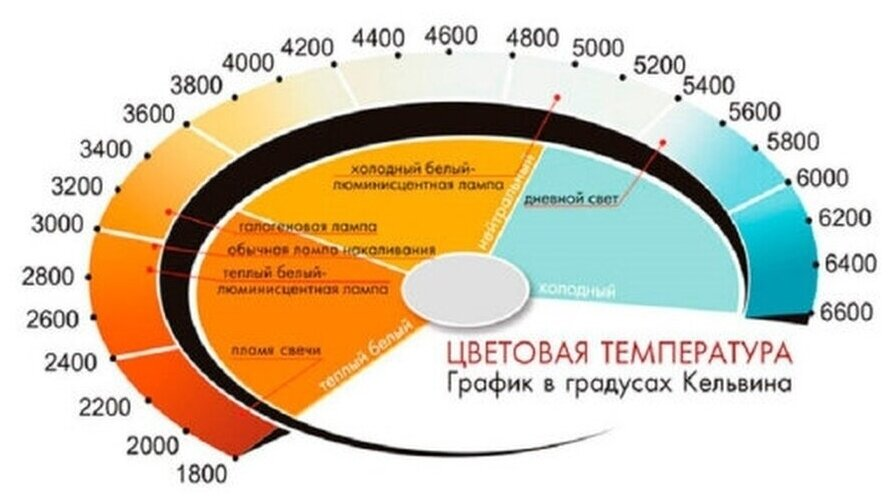 1800
2000
2200
2400
2600
2800
3000
3200
3400
3600
3800
4000
4200
4400
4600
4800
5000
5200
5400
5600
5800
6000
6200
6400
6600
холодный белый-
люминисцентная лампа
нейтральный
дневной свет
галогеновая лампа
обычная лампа накаливания
теплый белый-
люминисцентная лампа
холодный
пламя свечи
теплый белый
ЦВЕТОВАЯ ТЕМПЕРАТУРА
График в градусах Кельвина